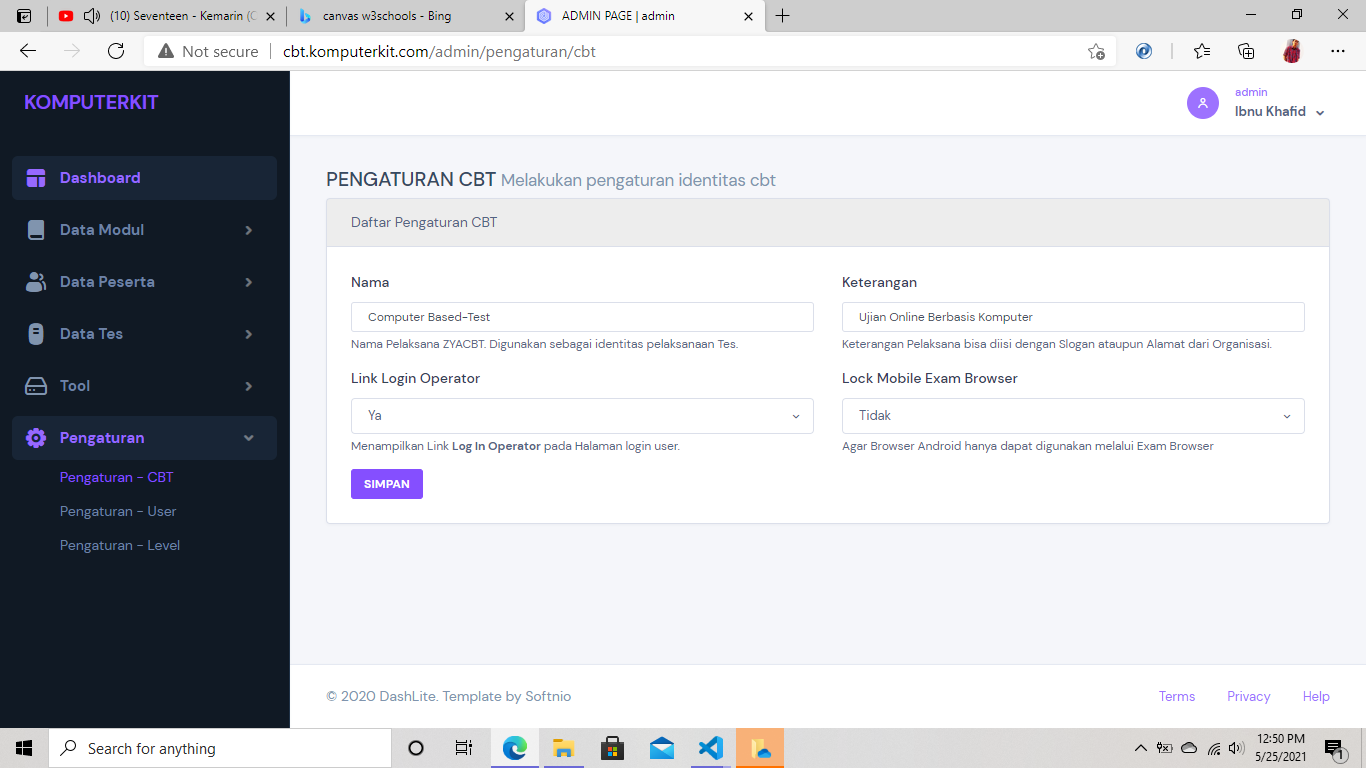 (10) Seventeen - Kemarin (
canvas w3schools - Bing
ADMIN PAGE | admin
Not secure
cbt.komputerkit.com/admin/pengaturan/cbt
KOMPUTERKIT
admin
Ibnu Khafid
Dashboard
Data Modul
Data Peserta
Data Tes
Tool
Pengaturan
Pengaturan - CBT
Pengaturan - User
Pengaturan - Level
PENGATURAN CBT Melakukan pengaturan identitas cbt
Daftar Pengaturan CBT
Nama
Computer Based-Test
Nama Pelaksana ZYACBT. Digunakan sebagai identitas pelaksanaan Tes.
Keterangan
Ujian Online Berbasis Komputer
Keterangan Pelaksana bisa diisi dengan Slogan ataupun Alamat dari Organisasi.
Link Login Operator
Ya
Menampilkan Link Log In Operator pada Halaman login user.
Lock Mobile Exam Browser
Tidak
Agar Browser Android hanya dapat digunakan melalui Exam Browser
SIMPAN
© 2020 DashLite. Template by Softnio
Terms
Privacy
Help
Search for anything
12:50 PM
5/25/2021
1